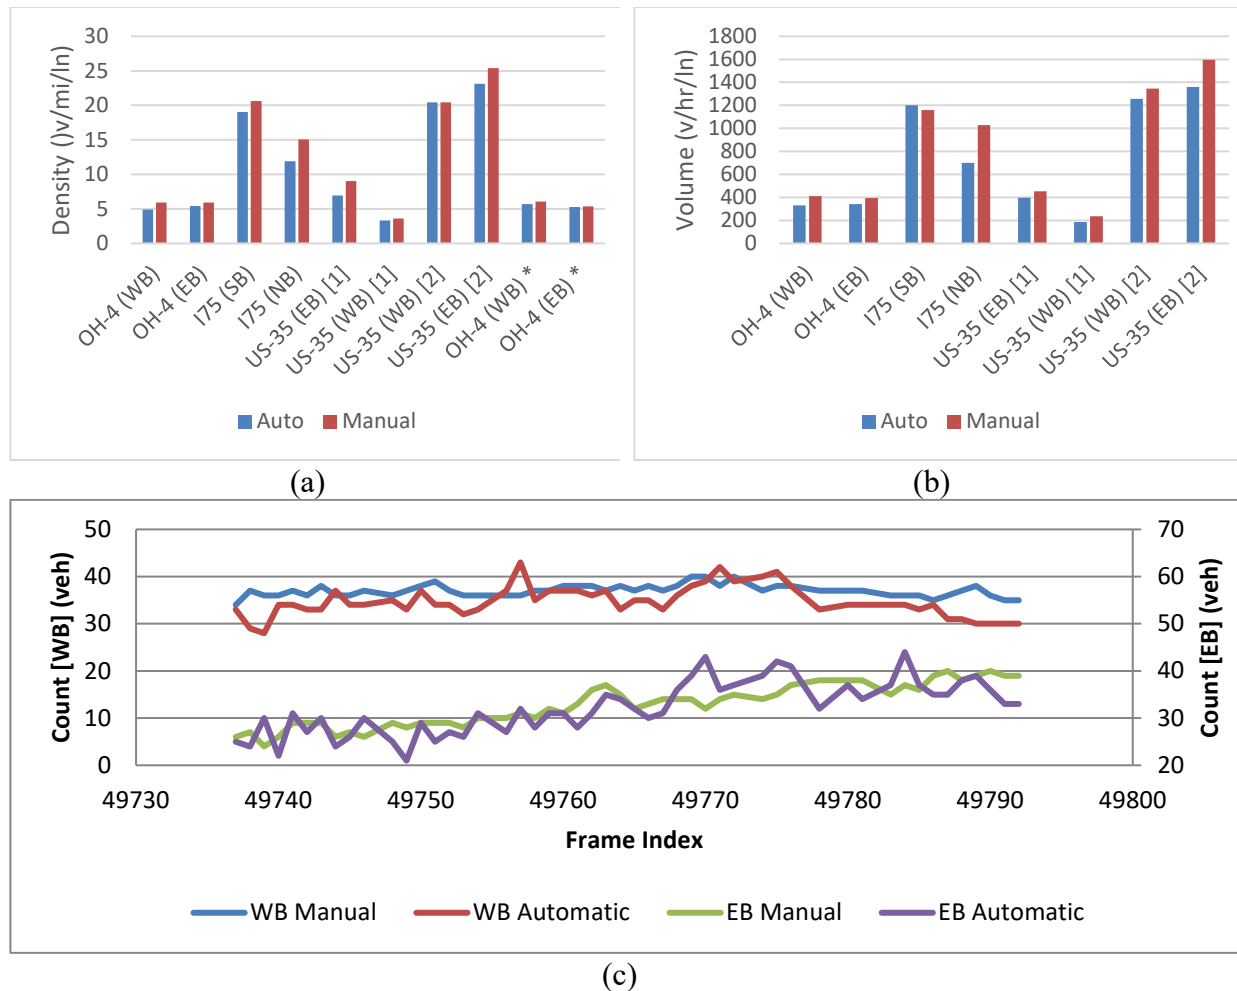 30
25
20
15
10
5
0
Density ()v/mi/ln)
OH-4 (WB)
OH-4 (EB)
I75 (SB)
I75 (NB)
US-35 (EB) [1]
US-35 (WB) [1]
US-35 (WB) [2]
US-35 (EB) [2]
OH-4 (WB) *
OH-4 (EB) *
Auto Manual
(a)
1800
1600
1400
1200
1000
800
600
400
200
0
Volume (v/hr/ln)
OH-4 (WB)
OH-4 (EB)
I75 (SB)
I75 (NB)
US-35 (EB) [1]
US-35 (WB) [1]
US-35 (WB) [2]
US-35 (EB) [2]
Auto Manual
(b)
50
40
30
20
10
0
Count [WB] (veh)
70
60
50
40
30
20
Count [EB] (veh)
49730 49740 49750 49760 49770 49780 49790 49800
Frame Index
WB Manual WB Automatic EB Manual EB Automatic
(c)